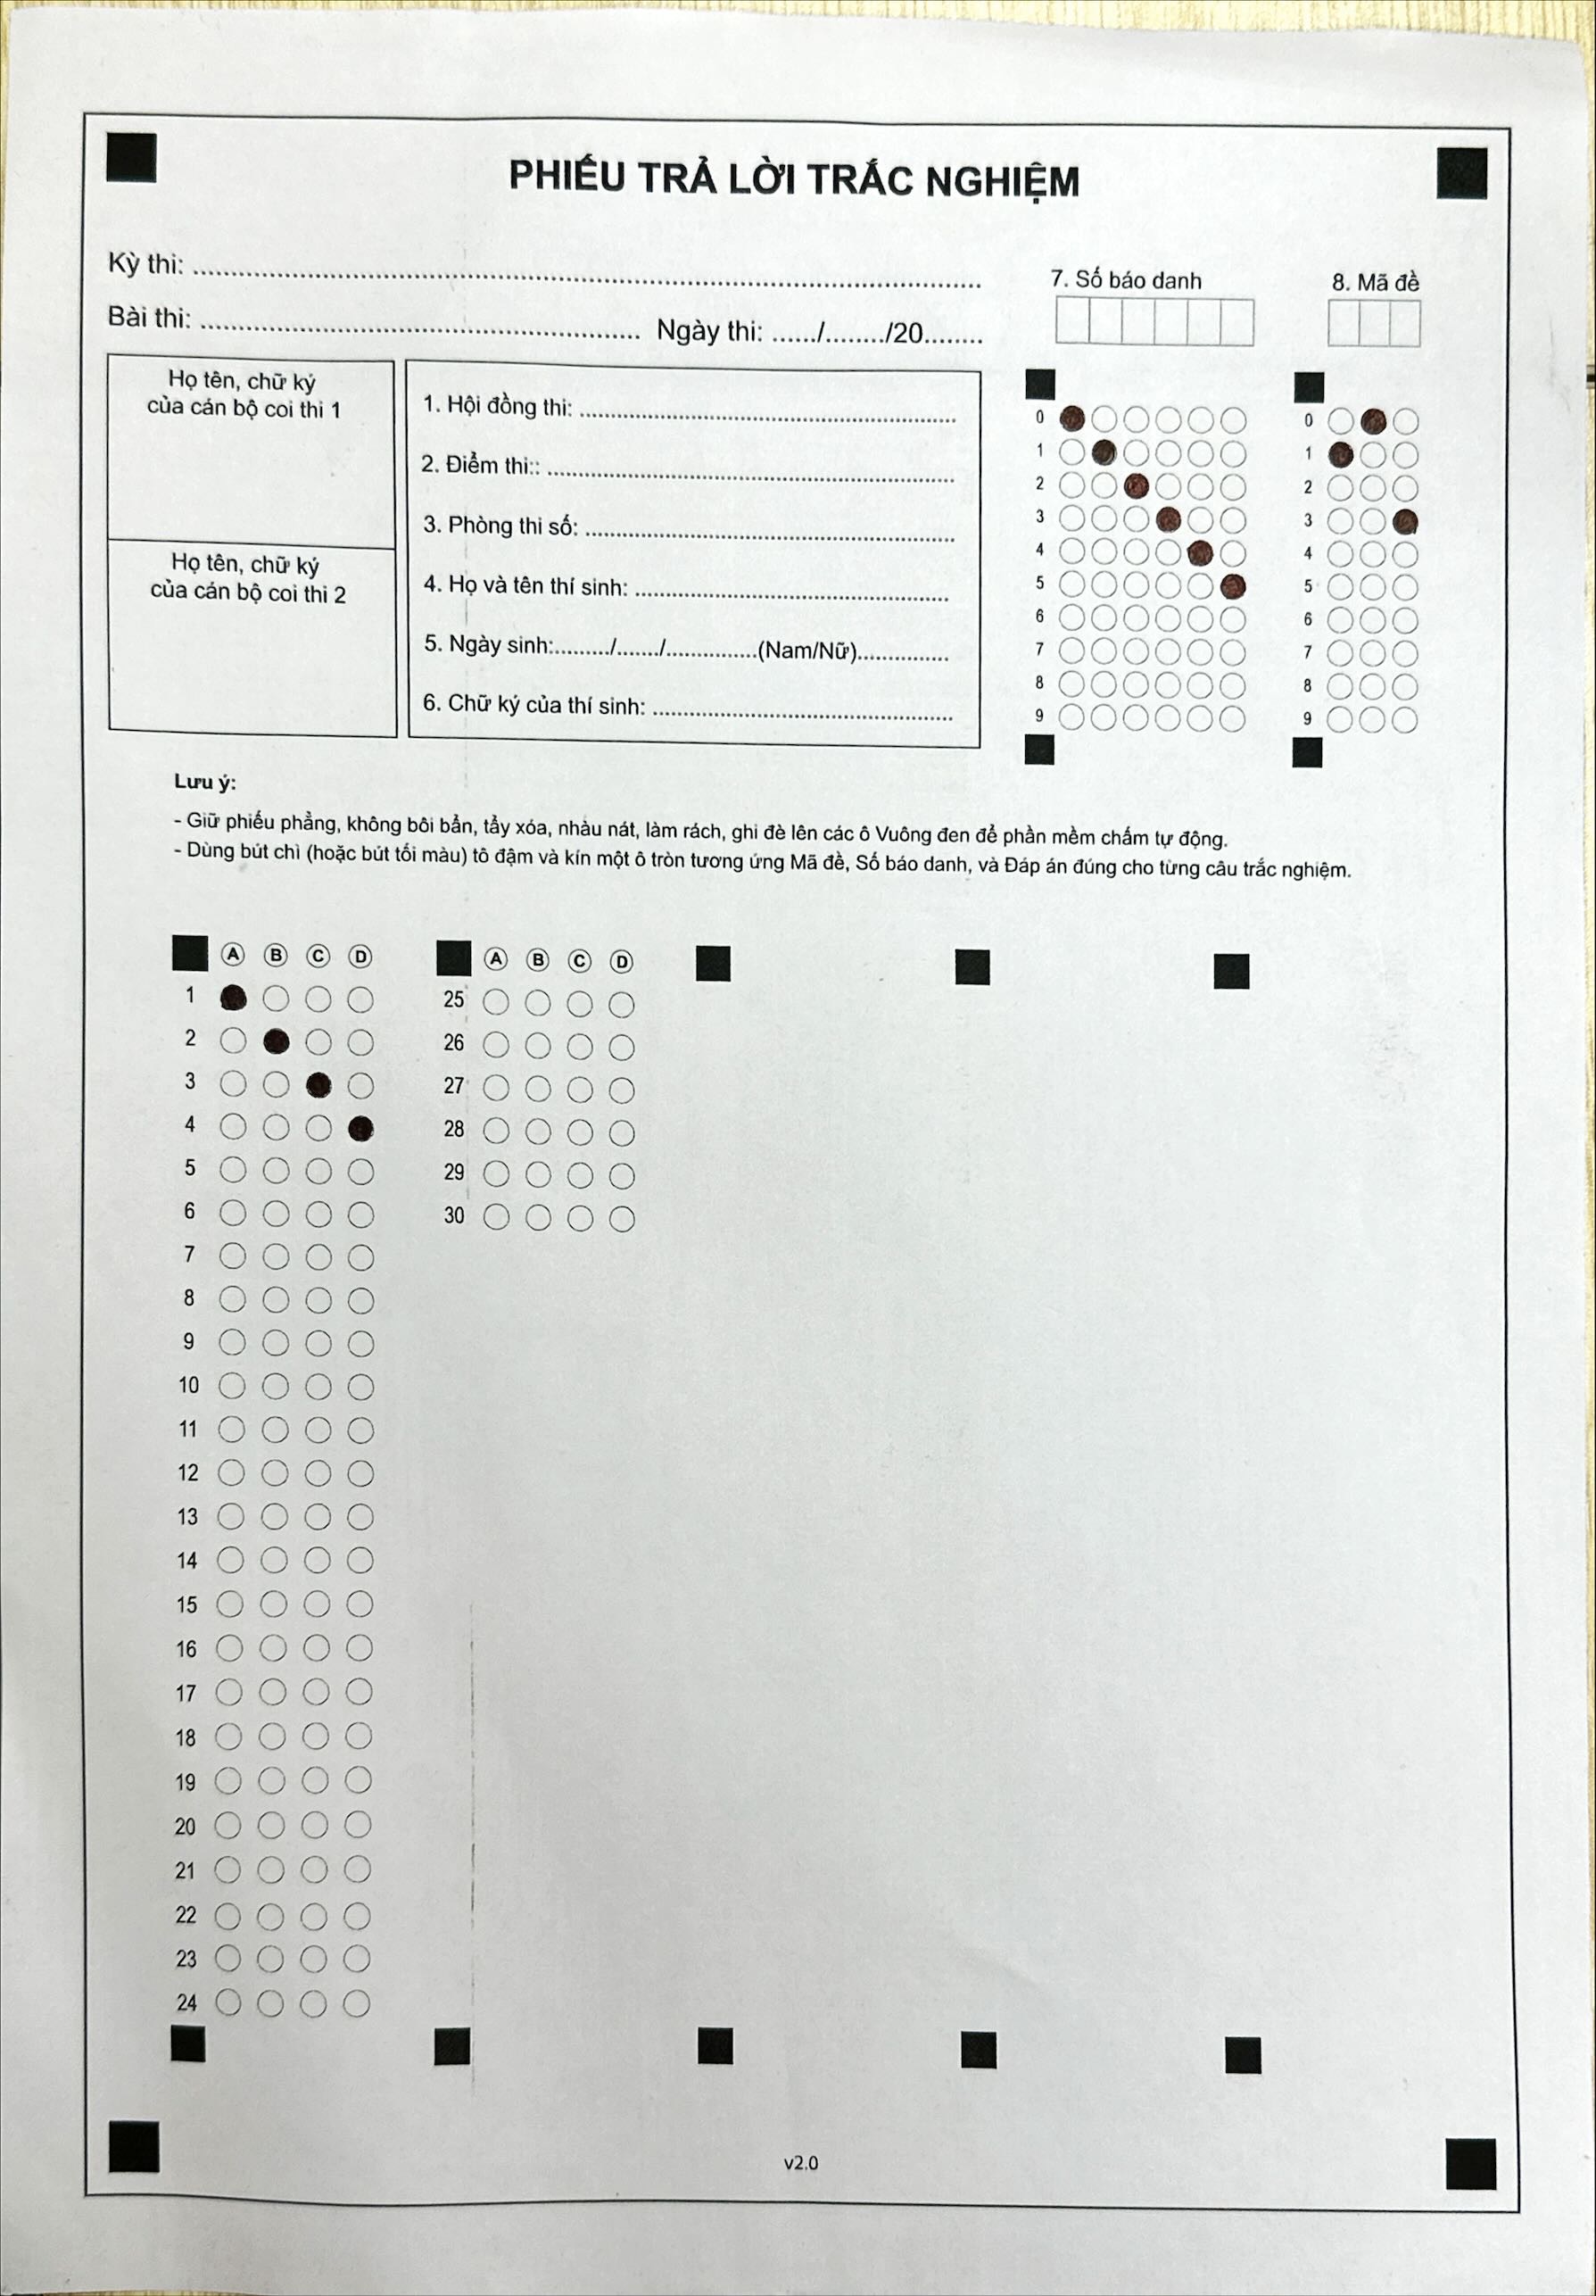 PHIẾU TRẢ LỜI TRẮC NGHIỆM
Kỳ thi: ........................................
Bài thi: ........................................ Ngày thi: ....../......../20........
7. Số báo danh
8. Mã đề
Họ tên, chữ ký
của cán bộ coi thi 1
Họ tên, chữ ký
của cán bộ coi thi 2
1. Hội đồng thi: ........................................
2. Điểm thi:: ........................................
3. Phòng thi số: ........................................
4. Họ và tên thí sinh: ........................................
5. Ngày sinh:........./......./...............(Nam/Nữ)...............
6. Chữ ký của thí sinh: ........................................
0 0
1 1
2 2
3 3
4 4
5 5
6 6
7 7
8 8
9 9
Lưu ý:
- Giữ phiếu phẳng, không bôi bẩn, tẩy xóa, nhàu nát, làm rách, ghi đè lên các ô Vuông đen để phần mềm chấm tự động.
- Dùng bút chì (hoặc bút tối màu) tô đậm và kín một ô tròn tương ứng Mã đề, Số báo danh, và Đáp án đúng cho từng câu trắc nghiệm.
A B C D
1
2
3
4
5
6
7
8
9
10
11
12
13
14
15
16
17
18
19
20
21
22
23
24
A B C D
25
26
27
28
29
30
v2.0